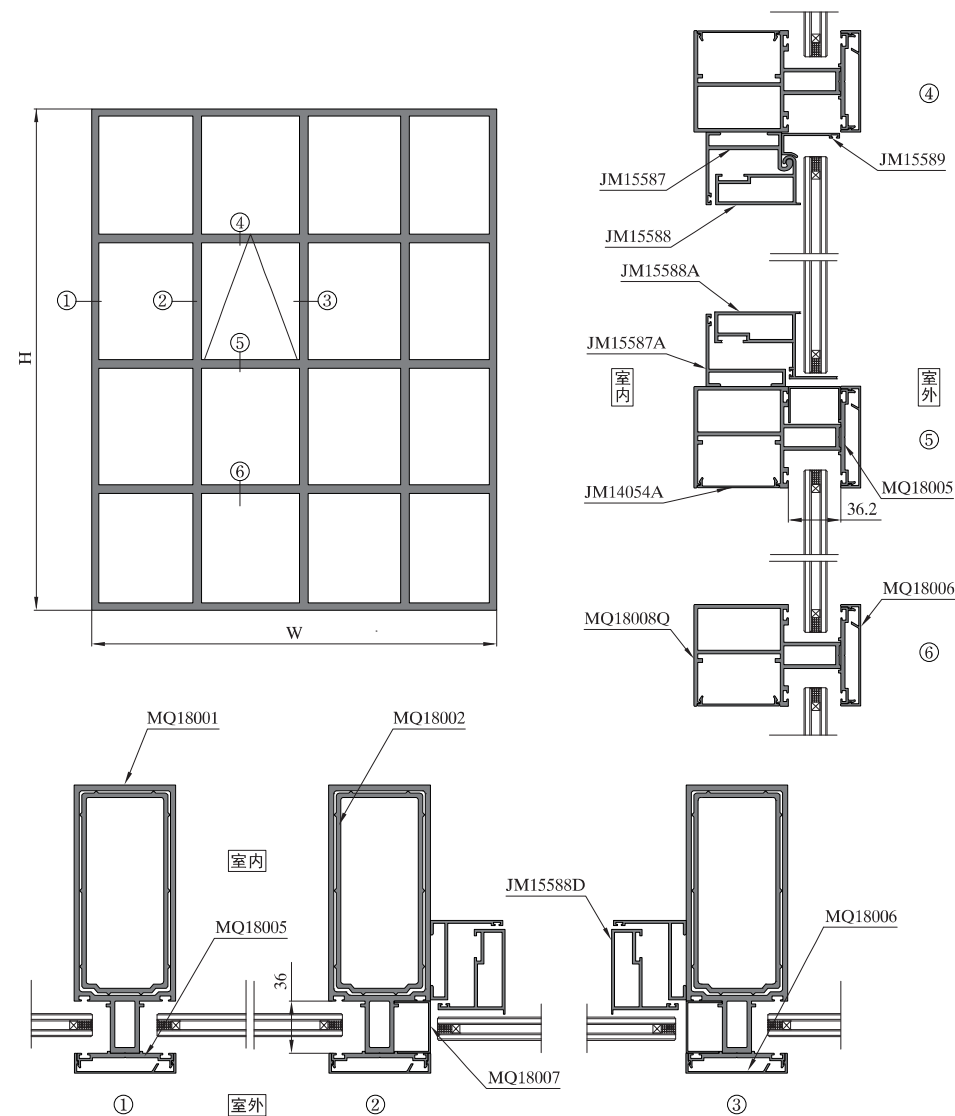 ④
JM15589
JM15587
JM15588
④
JM15588A
①
②
③
JM15587A
⑤
H
室内
室外
⑤
⑥
JM14054A
MQ18005
36.2
MQ18006
MQ18008Q
W
⑥
MQ18001
MQ18002
室内
JM15588D
MQ18005
MQ18006
36
MQ18007
①
室外
②
③